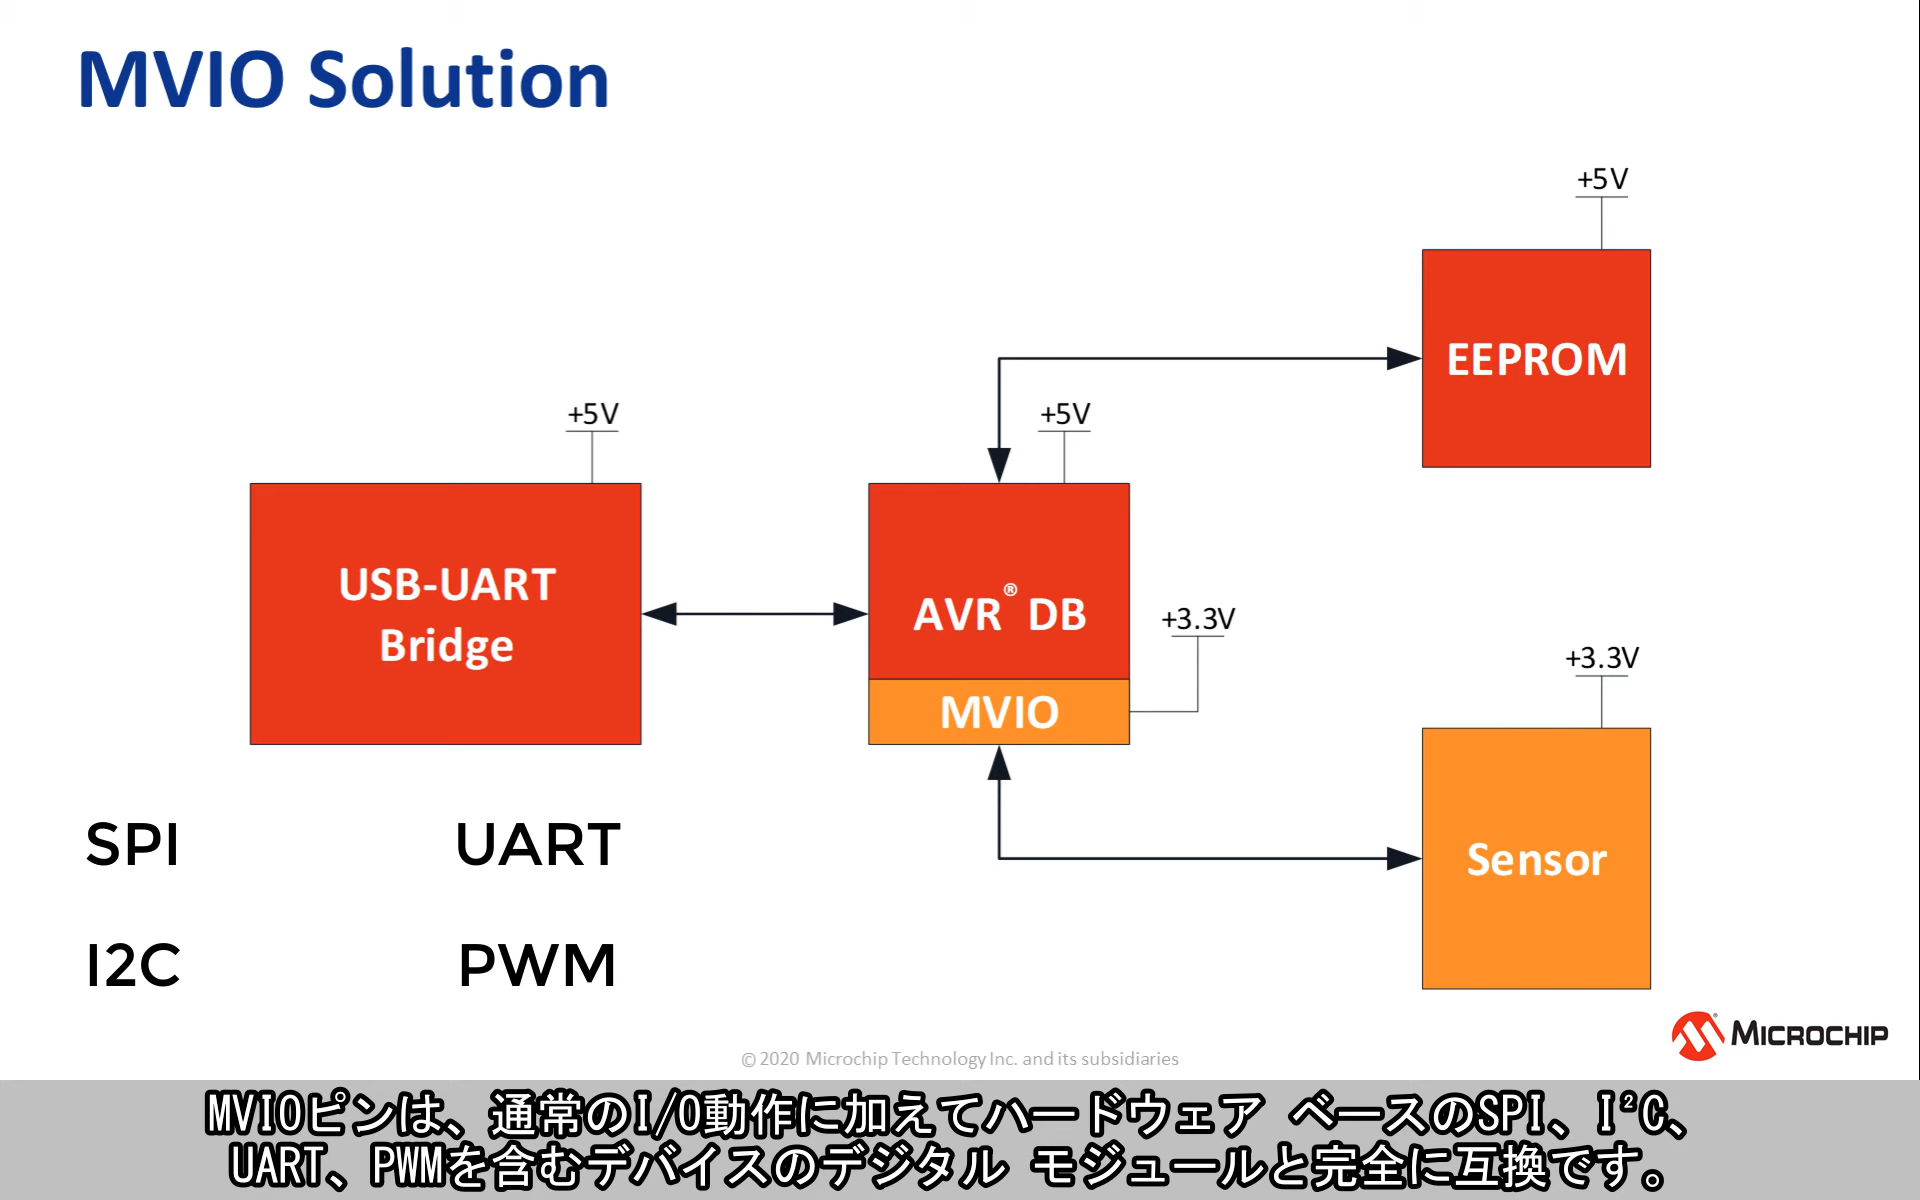 MVIO Solution
+5V
EEPROM
+5V
+5V
USB-UART
Bridge
AVR® DB
+3.3V
MVIO
+3.3V
Sensor
SPI
UART
I2C
PWM
MICROCHIP
© 2020 Microchip Technology Inc. and its subsidiaries
MVIOピンは、通常のI/O動作に加えてハードウェア ベースのSPI、I²C、
UART、PWMを含むデバイスのデジタル モジュールと完全に互換です。